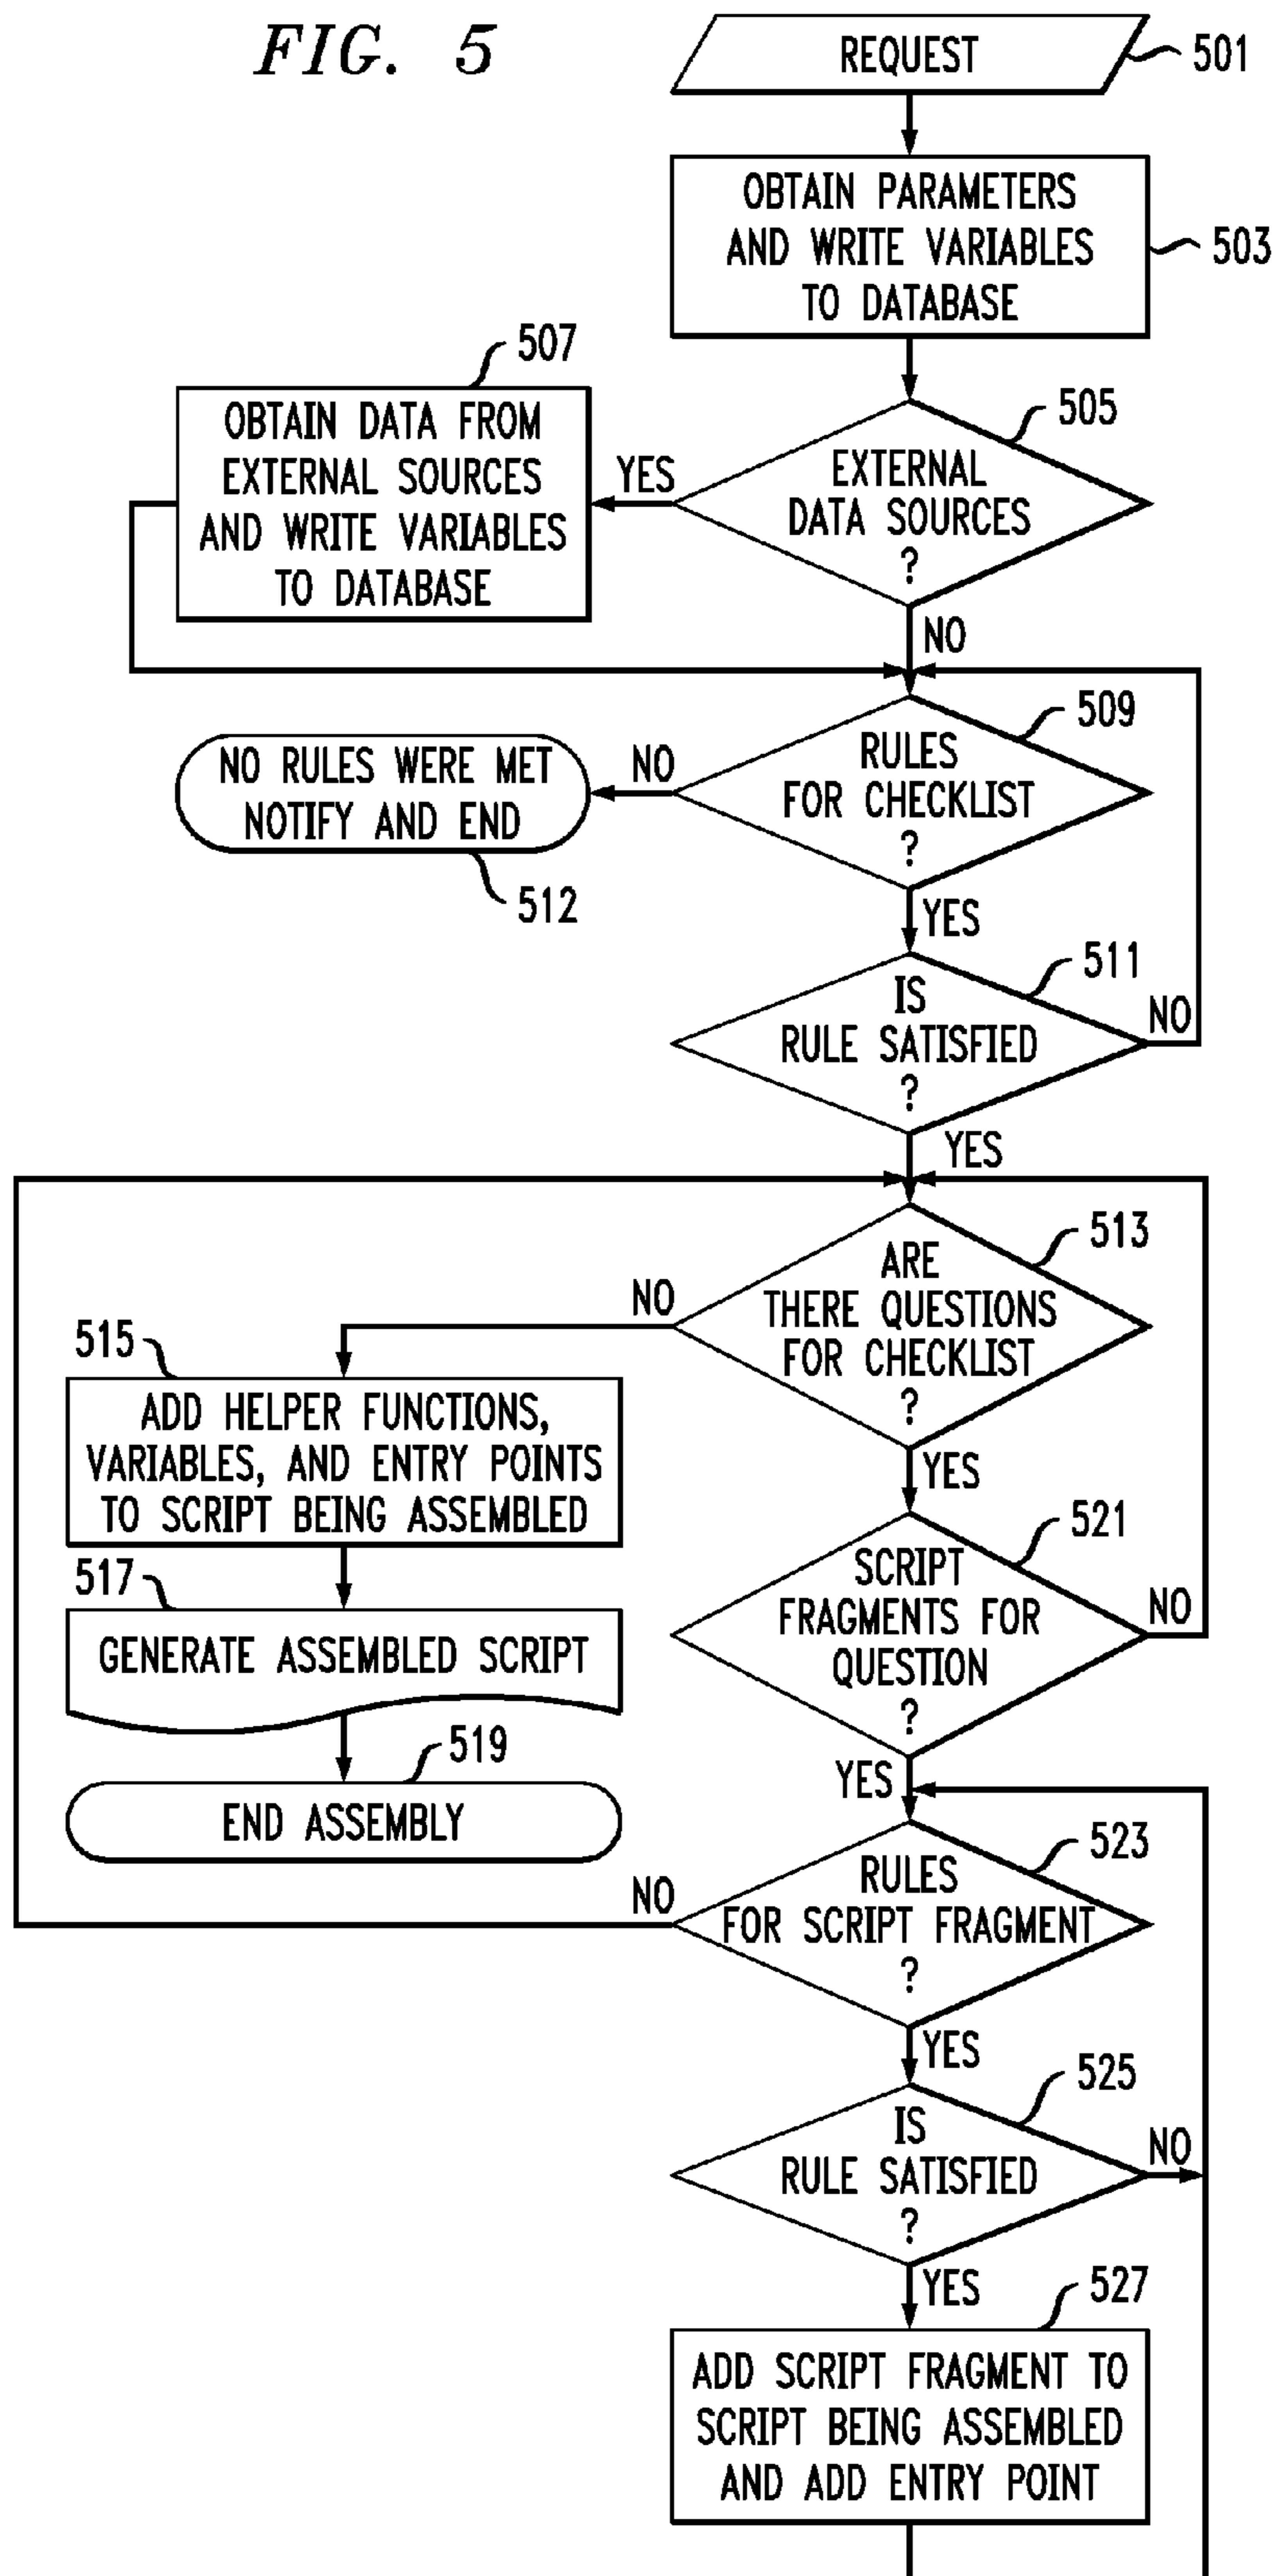 FIG. 5
REQUEST
501
OBTAIN PARAMETERS
AND WRITE VARIABLES
TO DATABASE
503
507
OBTAIN DATA FROM
EXTERNAL SOURCES
AND WRITE VARIABLES
TO DATABASE
YES
505
EXTERNAL
DATA SOURCES
?
NO
509
RULES
FOR CHECKLIST
?
NO
NO RULES WERE MET
NOTIFY AND END
512
YES
511
IS
RULE SATISFIED
?
NO
YES
513
ARE
THERE QUESTIONS
FOR CHECKLIST
?
NO
515
ADD HELPER FUNCTIONS,
VARIABLES, AND ENTRY POINTS
TO SCRIPT BEING ASSEMBLED
YES
521
SCRIPT
FRAGMENTS FOR
QUESTION
?
NO
517
GENERATE ASSEMBLED SCRIPT
519
END ASSEMBLY
YES
523
RULES
FOR SCRIPT FRAGMENT
?
NO
YES
525
IS
RULE SATISFIED
?
NO
YES
527
ADD SCRIPT FRAGMENT TO
SCRIPT BEING ASSEMBLED
AND ADD ENTRY POINT